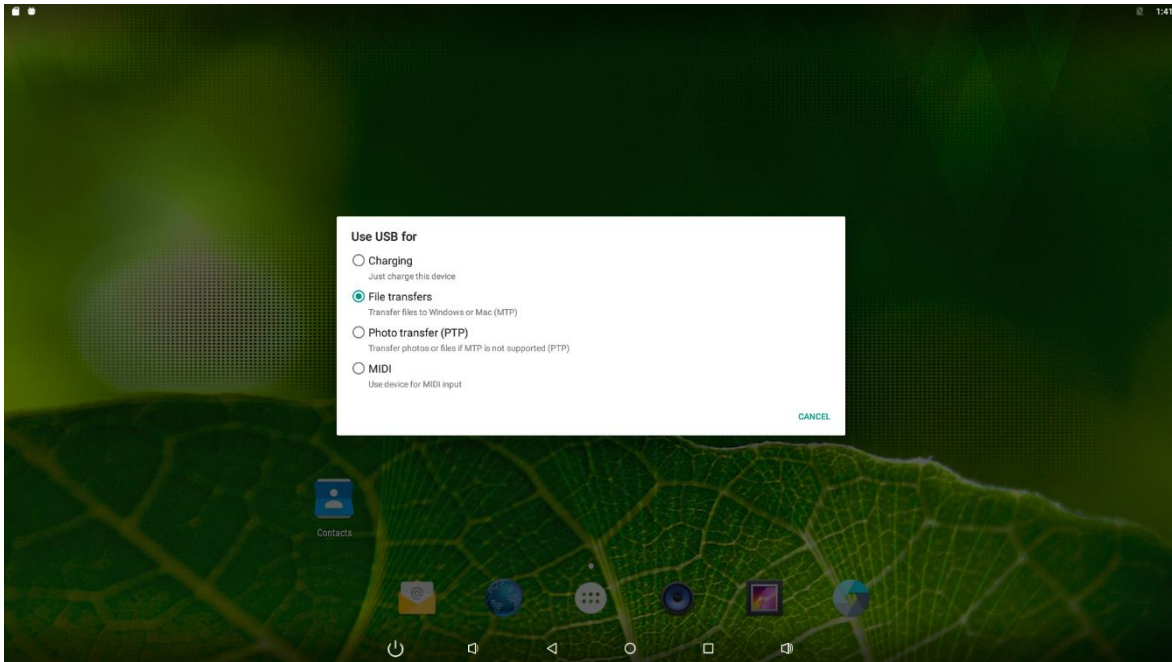 1:41
Use USB for
Charging
Just charge this device
File transfers
Transfer files to Windows or Mac (MTP)
Photo transfer (PTP)
Transfer photos or files if MTP is not supported (PTP)
MIDI
Use device for MIDI input
CANCEL
Contacts
@